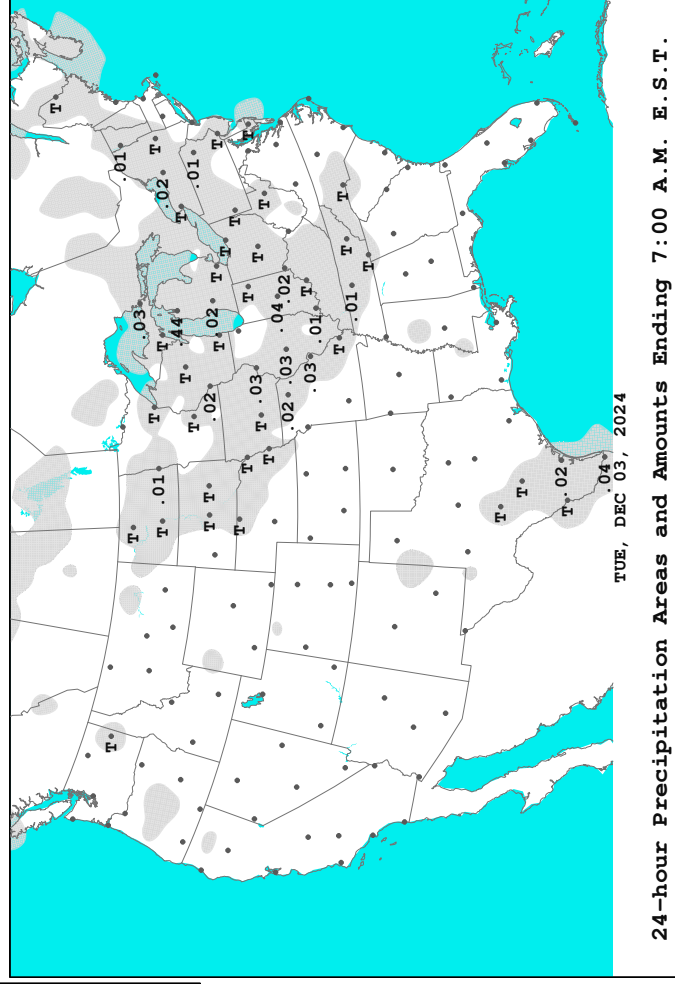 T
T
.01
T
.03
T
T
.01
T
T
.02
.44
T
T
T
.01
.02
T
T
.02
T
T
T
T
T
T
T
T
T
.03
T
T
T
T
.04
.02
.03
.02
T
.03
.01
T
T
T
.01
T
T
T
.02
T
.04
TUE, DEC 03, 2024
24-hour Precipitation Areas and Amounts Ending 7:00 A.M. E.S.T.